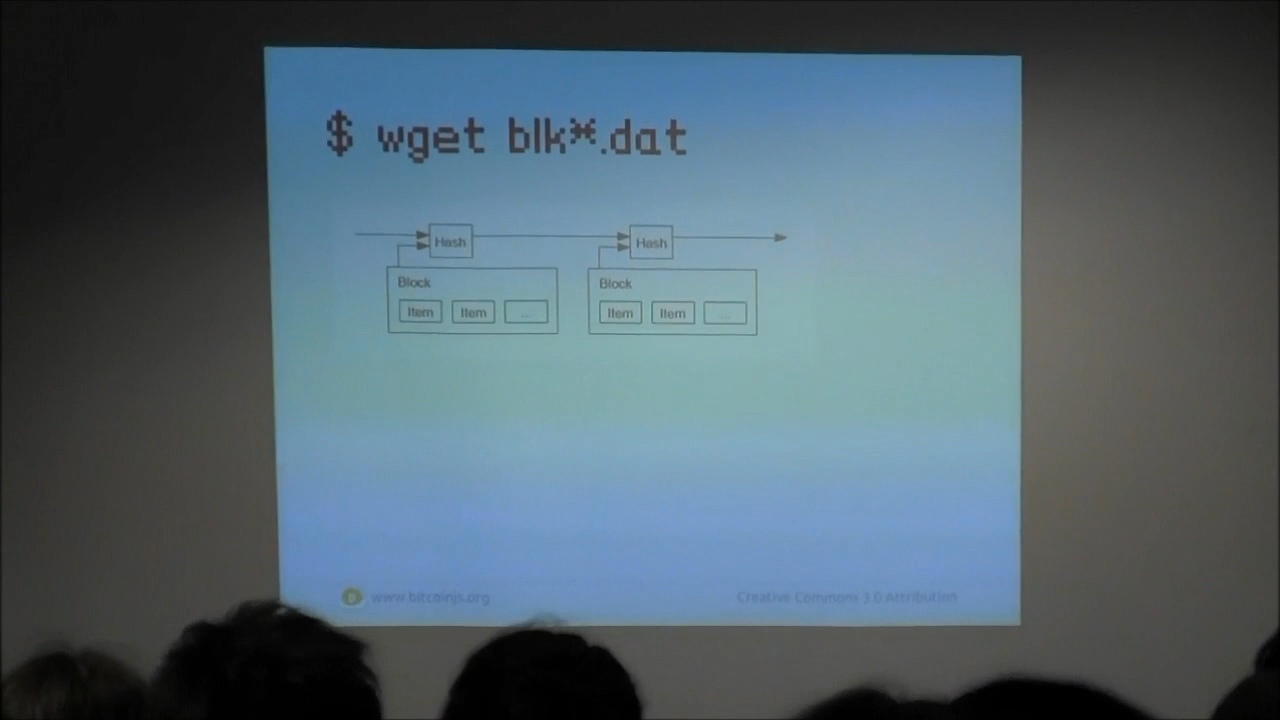 $ wget blk*.dat
Hash Hash
Block Block
Item Item ... Item Item ...
www.bitcoinjs.org Creative Commons 3.0 Attribution